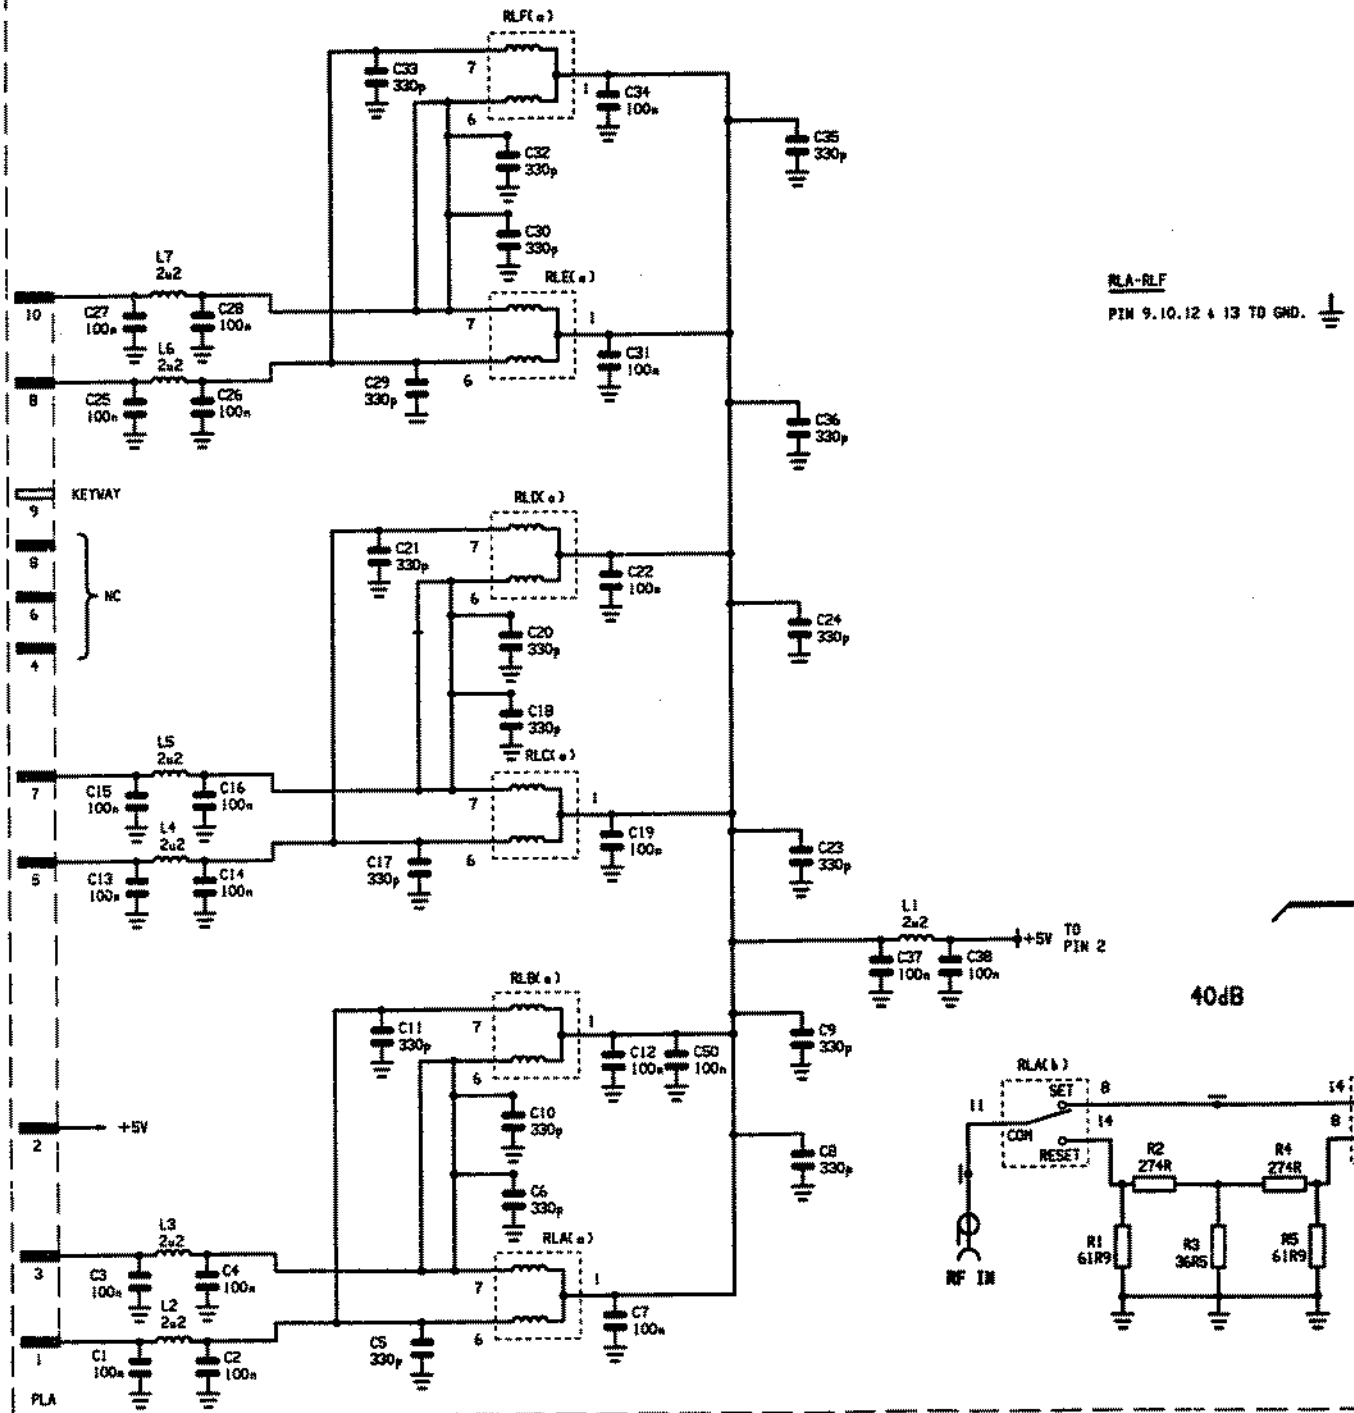 RLF(a)
C33
330p
7
6
1
C34
100n
C35
330p
C32
330p
C30
330p
RLE(a)
L7
2u2
10
C27
100n
C28
100n
7
1
RLA-RLF
PIN 9.10.12 & 13 TO GND.
L6
2u2
8
C25
100n
C26
100n
C29
330p
6
C31
100n
C36
330p
9
KEYWAY
8
6
4
NC
RLD(a)
C21
330p
7
6
C22
100n
C24
330p
C20
330p
C18
330p
RLC(a)
L5
2u2
7
C15
100n
C16
100n
7
1
L4
2u2
5
C13
100n
C14
100n
C17
330p
6
C19
100n
C23
330p
L1
2u2
+5V TO
PIN 2
C37
100n
C38
100n
40dB
RLB(a)
C11
330p
7
6
1
C12
100n
C50
100n
C9
330p
C10
330p
C6
330p
C8
330p
2
+5V
RLA(b)
11
SET
8
COM
14
RESET
14
8
R2
274R
R4
274R
R1
61R9
R3
36R5
R5
61R9
RF IN
RLA(a)
L3
2u2
3
C3
100n
C4
100n
7
1
L2
2u2
1
C1
100n
C2
100n
C5
330p
6
C7
100n
PLA